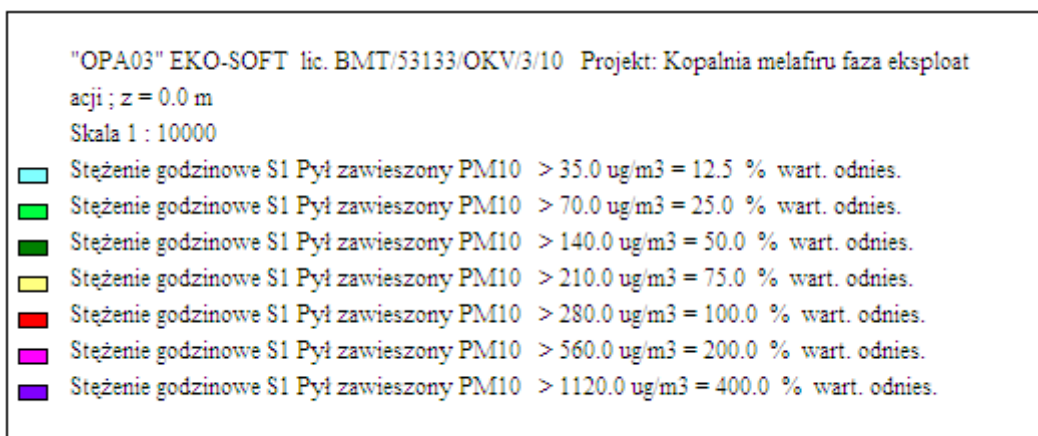 "OPA03" EKO-SOFT lic. BMT/53133/OKV/3/10 Projekt: Kopalnia melafiru faza eksploat
acji ; z = 0.0 m
Skala 1 : 10000
Stężenie godzinowe S1 Pył zawieszony PM10 > 35.0 ug/m3 = 12.5 % wart. odnies.
Stężenie godzinowe S1 Pył zawieszony PM10 > 70.0 ug/m3 = 25.0 % wart. odnies.
Stężenie godzinowe S1 Pył zawieszony PM10 > 140.0 ug/m3 = 50.0 % wart. odnies.
Stężenie godzinowe S1 Pył zawieszony PM10 > 210.0 ug/m3 = 75.0 % wart. odnies.
Stężenie godzinowe S1 Pył zawieszony PM10 > 280.0 ug/m3 = 100.0 % wart. odnies.
Stężenie godzinowe S1 Pył zawieszony PM10 > 560.0 ug/m3 = 200.0 % wart. odnies.
Stężenie godzinowe S1 Pył zawieszony PM10 > 1120.0 ug/m3 = 400.0 % wart. odnies.